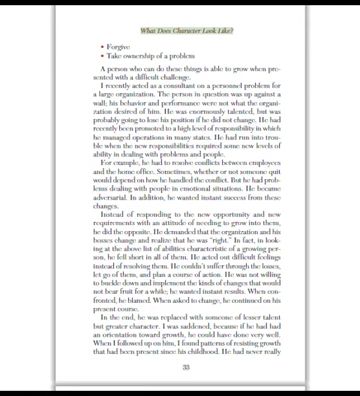 What Does Character Look Like?
• Forgive
• Take ownership of a problem
A person who can do these things is able to grow when pre-
sented with a difficult challenge.
I recently acted as a consultant on a personnel problem for
a large organization. The person in question was up against a
wall; his behavior and performance were not what the organi-
zation desired of him. He was enormously talented, but was
probably going to lose his position if he did not change. He had
recently been promoted to a high level of responsibility in which
he managed operations in many states. He had run into trou-
ble when the new responsibilities required some new levels of
ability in dealing with problems and people.
For example, he had to resolve conflicts between employees
and the home office. Sometimes, whether or not someone quit
would depend on how he handled the conflict. But he had prob-
lems dealing with people in emotional situations. He became
adversarial. In addition, he wanted instant success from these
changes.
Instead of responding to the new opportunity and new
requirements with an attitude of needing to grow into them,
he did the opposite. He demanded that the organization and his
bosses change and realize that he was "right." In fact, in look-
ing at the above list of abilities characteristic of a growing per-
son, he fell short in all of them. He acted out difficult feelings
instead of resolving them. He couldn't suffer through the losses,
let go of them, and plan a course of action. He was not willing
to buckle down and implement the kinds of changes that would
not bear fruit for a while; he wanted instant results. When con-
fronted, he blamed. When asked to change, he continued on his
present course.
In the end, he was replaced with someone of lesser talent
but greater character. I was saddened, because if he had had
an orientation toward growth, he could have done very well.
When I followed up on him, I found patterns of resisting growth
that had been present since his childhood. He had never really
33